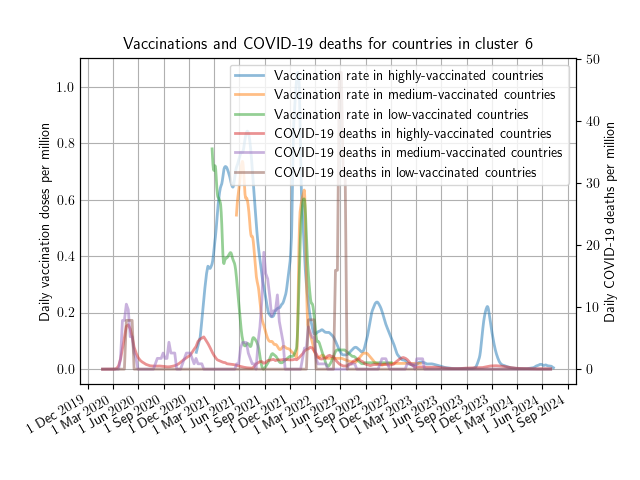 Vaccinations and COVID-19 deaths for countries in cluster 6
Daily vaccination doses per million
1.0
0.8
0.6
0.4
0.2
0.0
Vaccination rate in highly-vaccinated countries
Vaccination rate in medium-vaccinated countries
Vaccination rate in low-vaccinated countries
COVID-19 deaths in highly-vaccinated countries
COVID-19 deaths in medium-vaccinated countries
COVID-19 deaths in low-vaccinated countries
50
40
30
20
10
0
Daily COVID-19 deaths per million
1 Dec 2019
1 Mar 2020
1 Jun 2020
1 Sep 2020
1 Dec 2020
1 Mar 2021
1 Jun 2021
1 Sep 2021
1 Dec 2021
1 Mar 2022
1 Jun 2022
1 Sep 2022
1 Dec 2022
1 Mar 2023
1 Jun 2023
1 Sep 2023
1 Dec 2023
1 Mar 2024
1 Jun 2024
1 Sep 2024